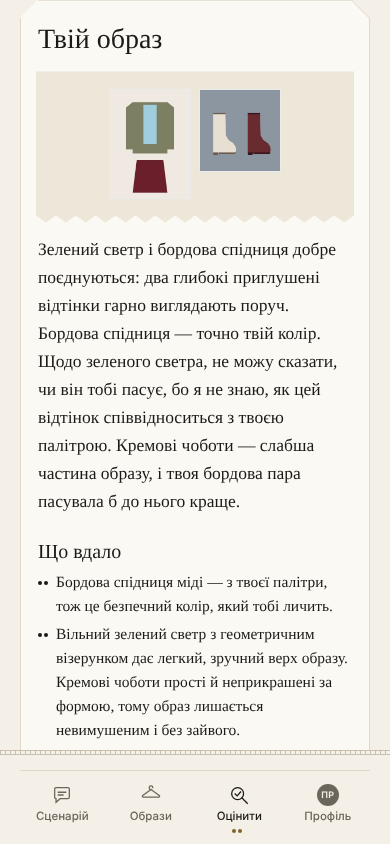 Твій образ
Зелений светр і бордова спідниця добре
поєднуються: два глибокі приглушені
відтінки гарно виглядають поруч.
Бордова спідниця — точно твій колір.
Щодо зеленого светра, не можу сказати,
чи він тобі пасує, бо я не знаю, як цей
відтінок співвідноситься з твоєю
палітрою. Кремові чоботи — слабша
частина образу, і твоя бордова пара
пасувала б до нього краще.
Що вдало
Бордова спідниця міді — з твоєї палітри,
тож це безпечний колір, який тобі личить.
Вільний зелений светр з геометричним
візерунком дає легкий, зручний верх образу.
Кремові чоботи прості й неприкрашені за
формою, тому образ лишається
невимушеним і без зайвого.
Сценарій
Образи
Оцінити
ПР
Профіль